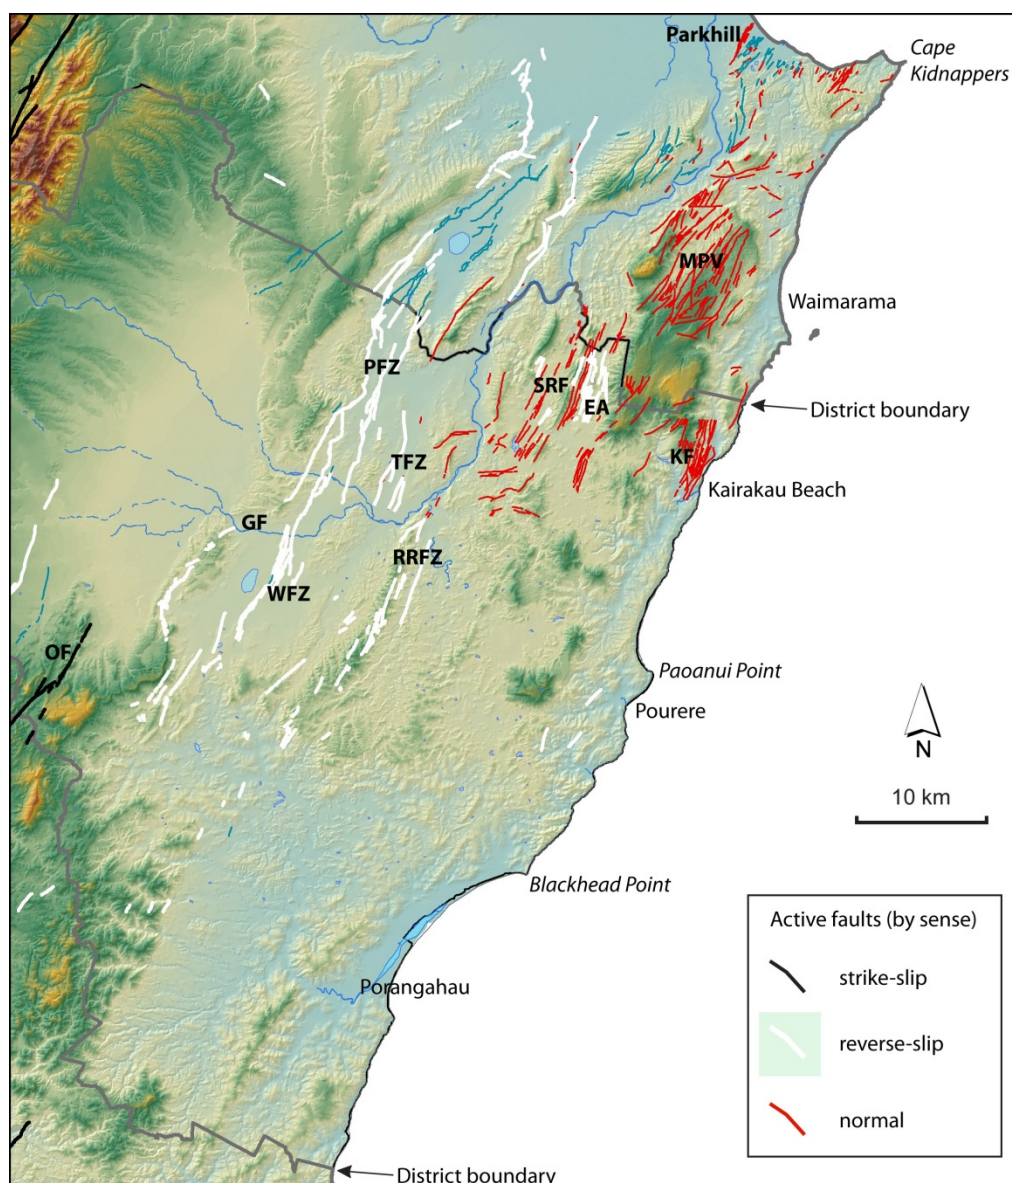 Parkhill
Cape
Kidnappers
MPV
Waimarama
PFZ
SRF
EA
District boundary
TFZ
KF
Kairakau Beach
GF
RRFZ
WFZ
OF
Paoanui Point
Pourere
N
10 km
Blackhead Point
Active faults (by sense)
strike-slip
Porangahau
reverse-slip
normal
District boundary